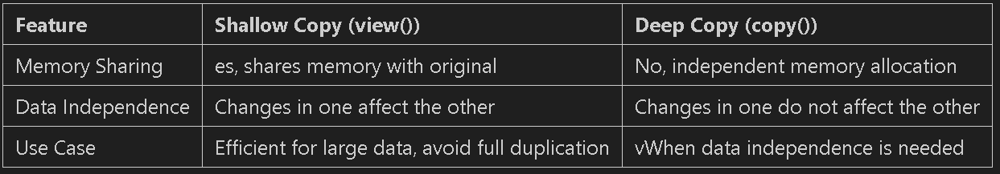 Feature Shallow Copy (view()) Deep Copy (copy())
Memory Sharing es, shares memory with original No, independent memory allocation
Data Independence Changes in one affect the other Changes in one do not affect the other
Use Case Efficient for large data, avoid full duplication vWhen data independence is needed